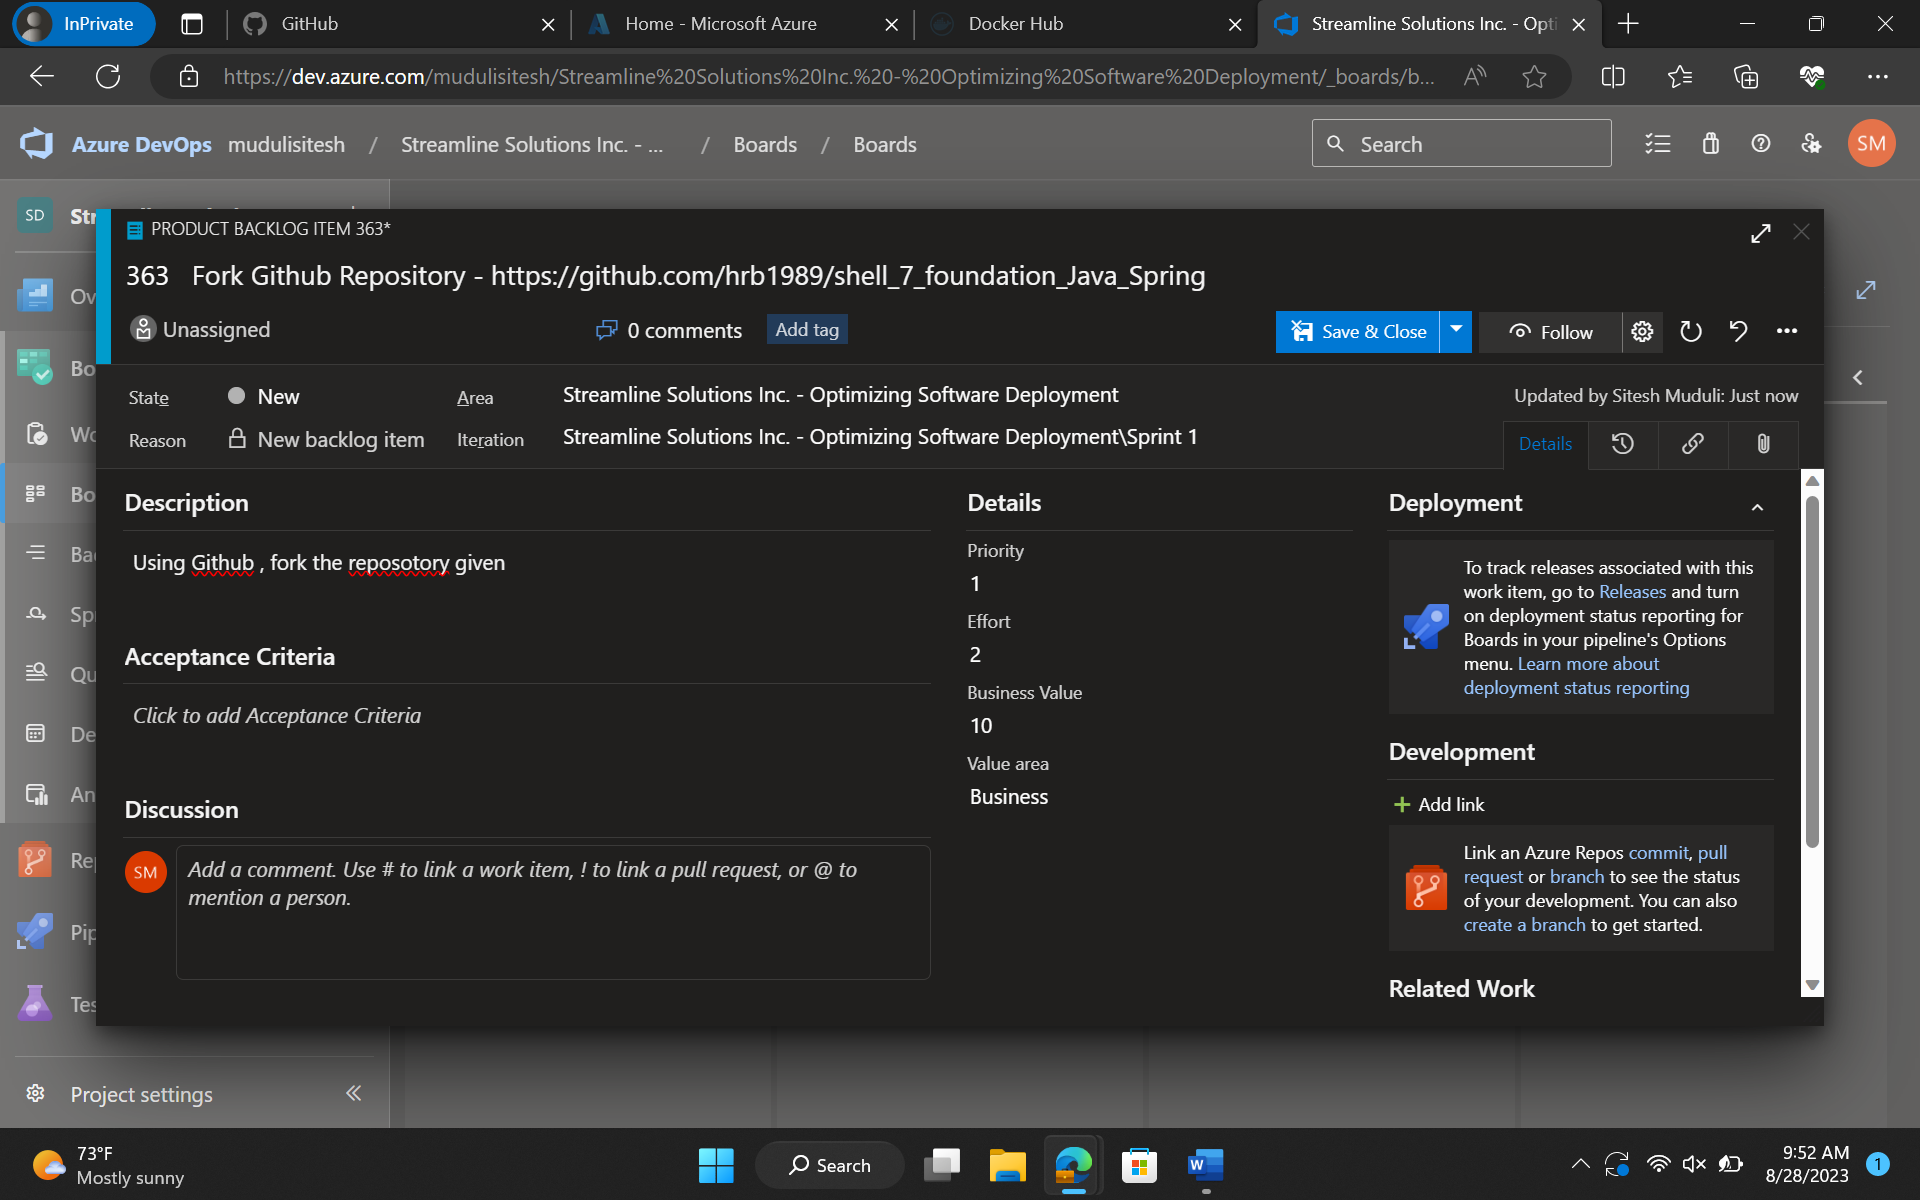 InPrivate
GitHub
Home - Microsoft Azure
Docker Hub
Streamline Solutions Inc. - Opti
https://dev.azure.com/mudulisitesh/Streamline%20Solutions%20Inc.%20-%20Optimizing%20Software%20Deployment/_boards/b...
Azure DevOps mudulisitesh / Streamline Solutions Inc. - ... / Boards / Boards
Search
SM
SD
Str
PRODUCT BACKLOG ITEM 363*
363 Fork Github Repository - https://github.com/hrb1989/shell_7_foundation_Java_Spring
Ov
Unassigned
0 comments
Add tag
Save & Close
Follow
Bo
State
New
Area
Streamline Solutions Inc. - Optimizing Software Deployment
Updated by Sitesh Muduli: Just now
Wo
Reason
New backlog item
Iteration
Streamline Solutions Inc. - Optimizing Software Deployment\Sprint 1
Details
Bo
Description
Using Github , fork the reposotory given
Ba
Sp
Acceptance Criteria
Qu
Click to add Acceptance Criteria
De
An
Discussion
SM
Add a comment. Use # to link a work item, ! to link a pull request, or @ to
mention a person.
Re
Pip
Tes
Details
Priority
1
Effort
2
Business Value
10
Value area
Business
Deployment
To track releases associated with this
work item, go to Releases and turn
on deployment status reporting for
Boards in your pipeline's Options
menu. Learn more about
deployment status reporting
Development
Add link
Link an Azure Repos commit, pull
request or branch to see the status
of your development. You can also
create a branch to get started.
Related Work
Project settings
73°F
Mostly sunny
Search
W
9:52 AM
8/28/2023
1